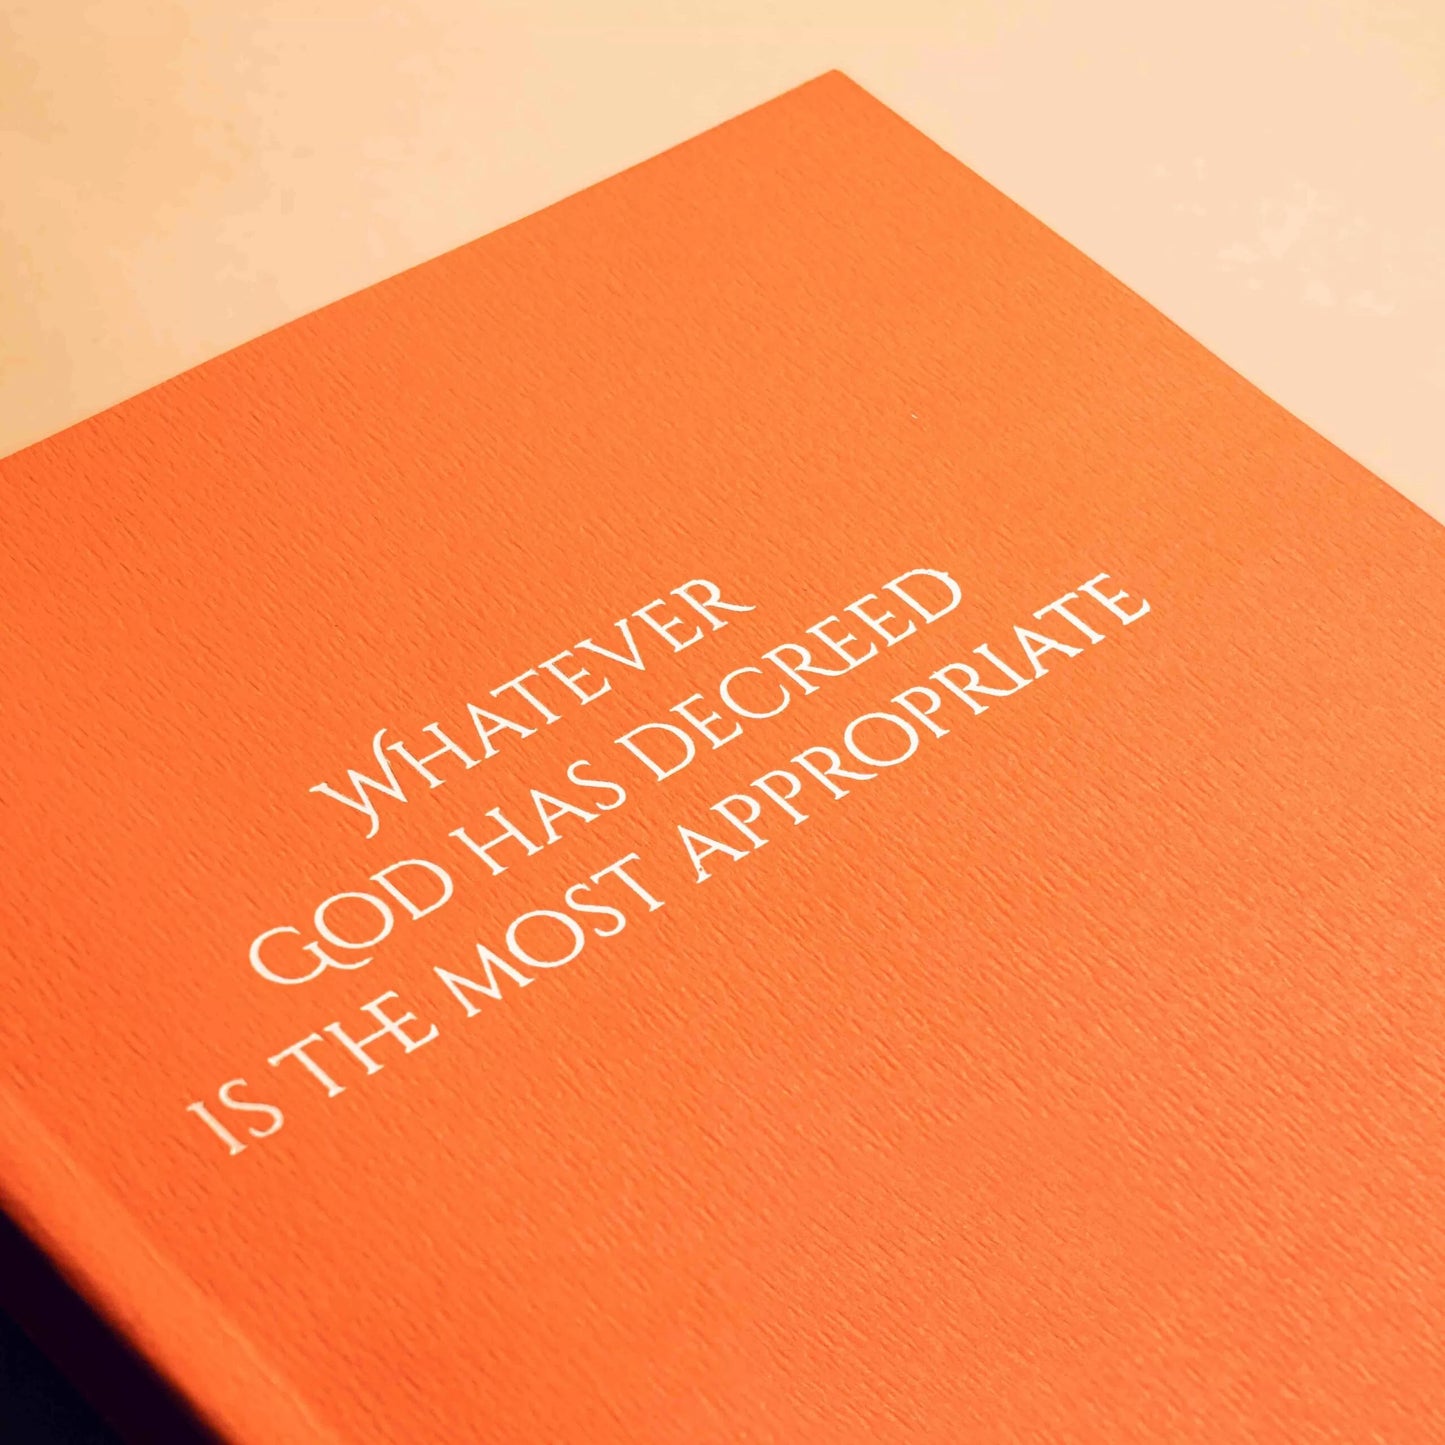 WHATEVER
GOD HAS DECREED
IS THE MOST APPROPRIATE